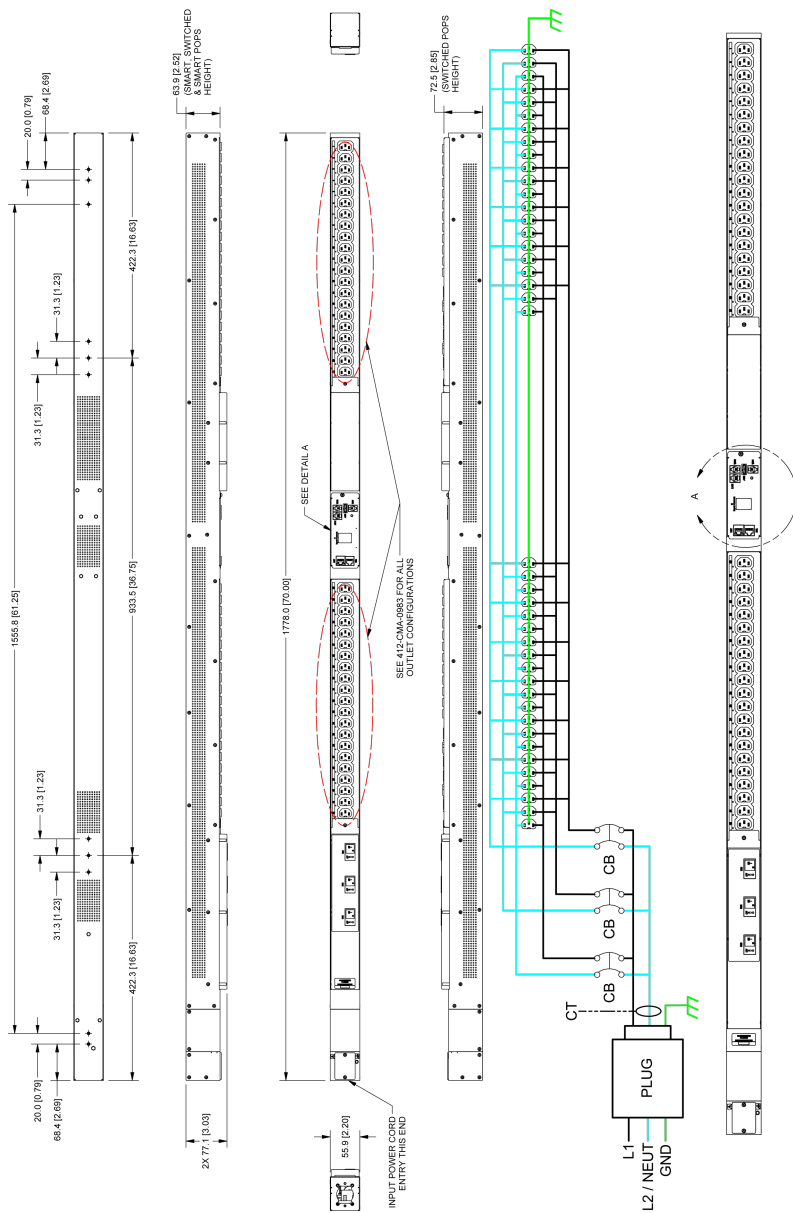 20.0 [0.79]
68.4 [2.69]
1555.8 [61.25]
422.3 [16.63]
31.3 [1.23]
31.3 [1.23]
933.5 [36.75]
31.3 [1.23]
31.3 [1.23]
422.3 [16.63]
20.0 [0.79]
68.4 [2.69]
63.9 [2.52]
(SMART, SWITCHED
& SMART POPS
HEIGHT)
2X 77.1 [3.03]
1778.0 [70.00]
SEE DETAIL A
SEE 412-CMA-0983 FOR ALL
OUTLET CONFIGURATIONS
55.9 [2.20]
INPUT POWER CORD
ENTRY THIS END
72.5 [2.85]
(SWITCHED POPS
HEIGHT)
CB
CB
CB
CT
PLUG
L1
L2 / NEUT
GND
A